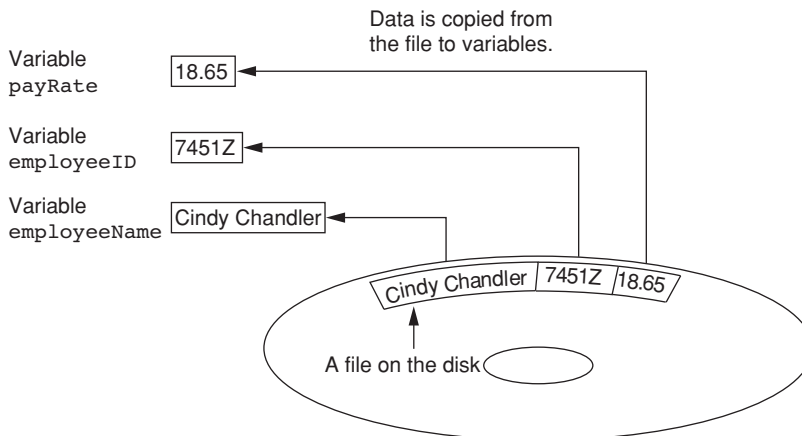 Data is copied from
the file to variables.
Variable
payRate
18.65
Variable
employeeID
7451Z
Variable
employeeName
Cindy Chandler
Cindy Chandler 7451Z 18.65
A file on the disk